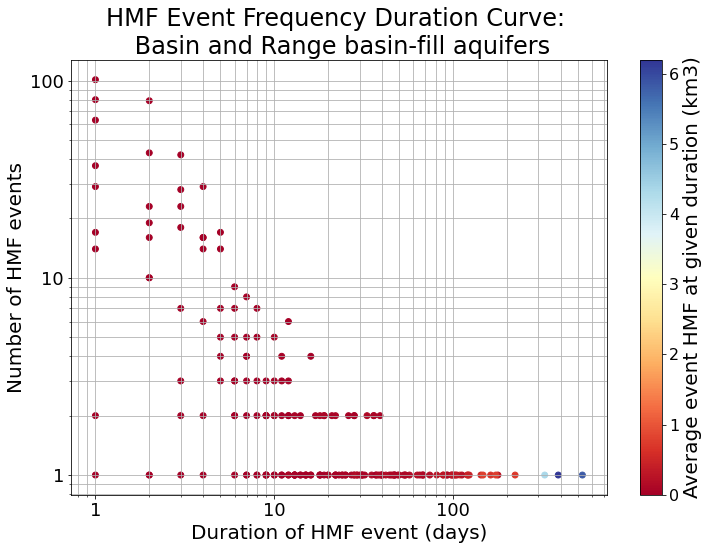 HMF Event Frequency Duration Curve:
Basin and Range basin-fill aquifers
Number of HMF events
100
10
1
1
10
100
Duration of HMF event (days)
6
5
4
3
2
1
0
Average event HMF at given duration (km3)